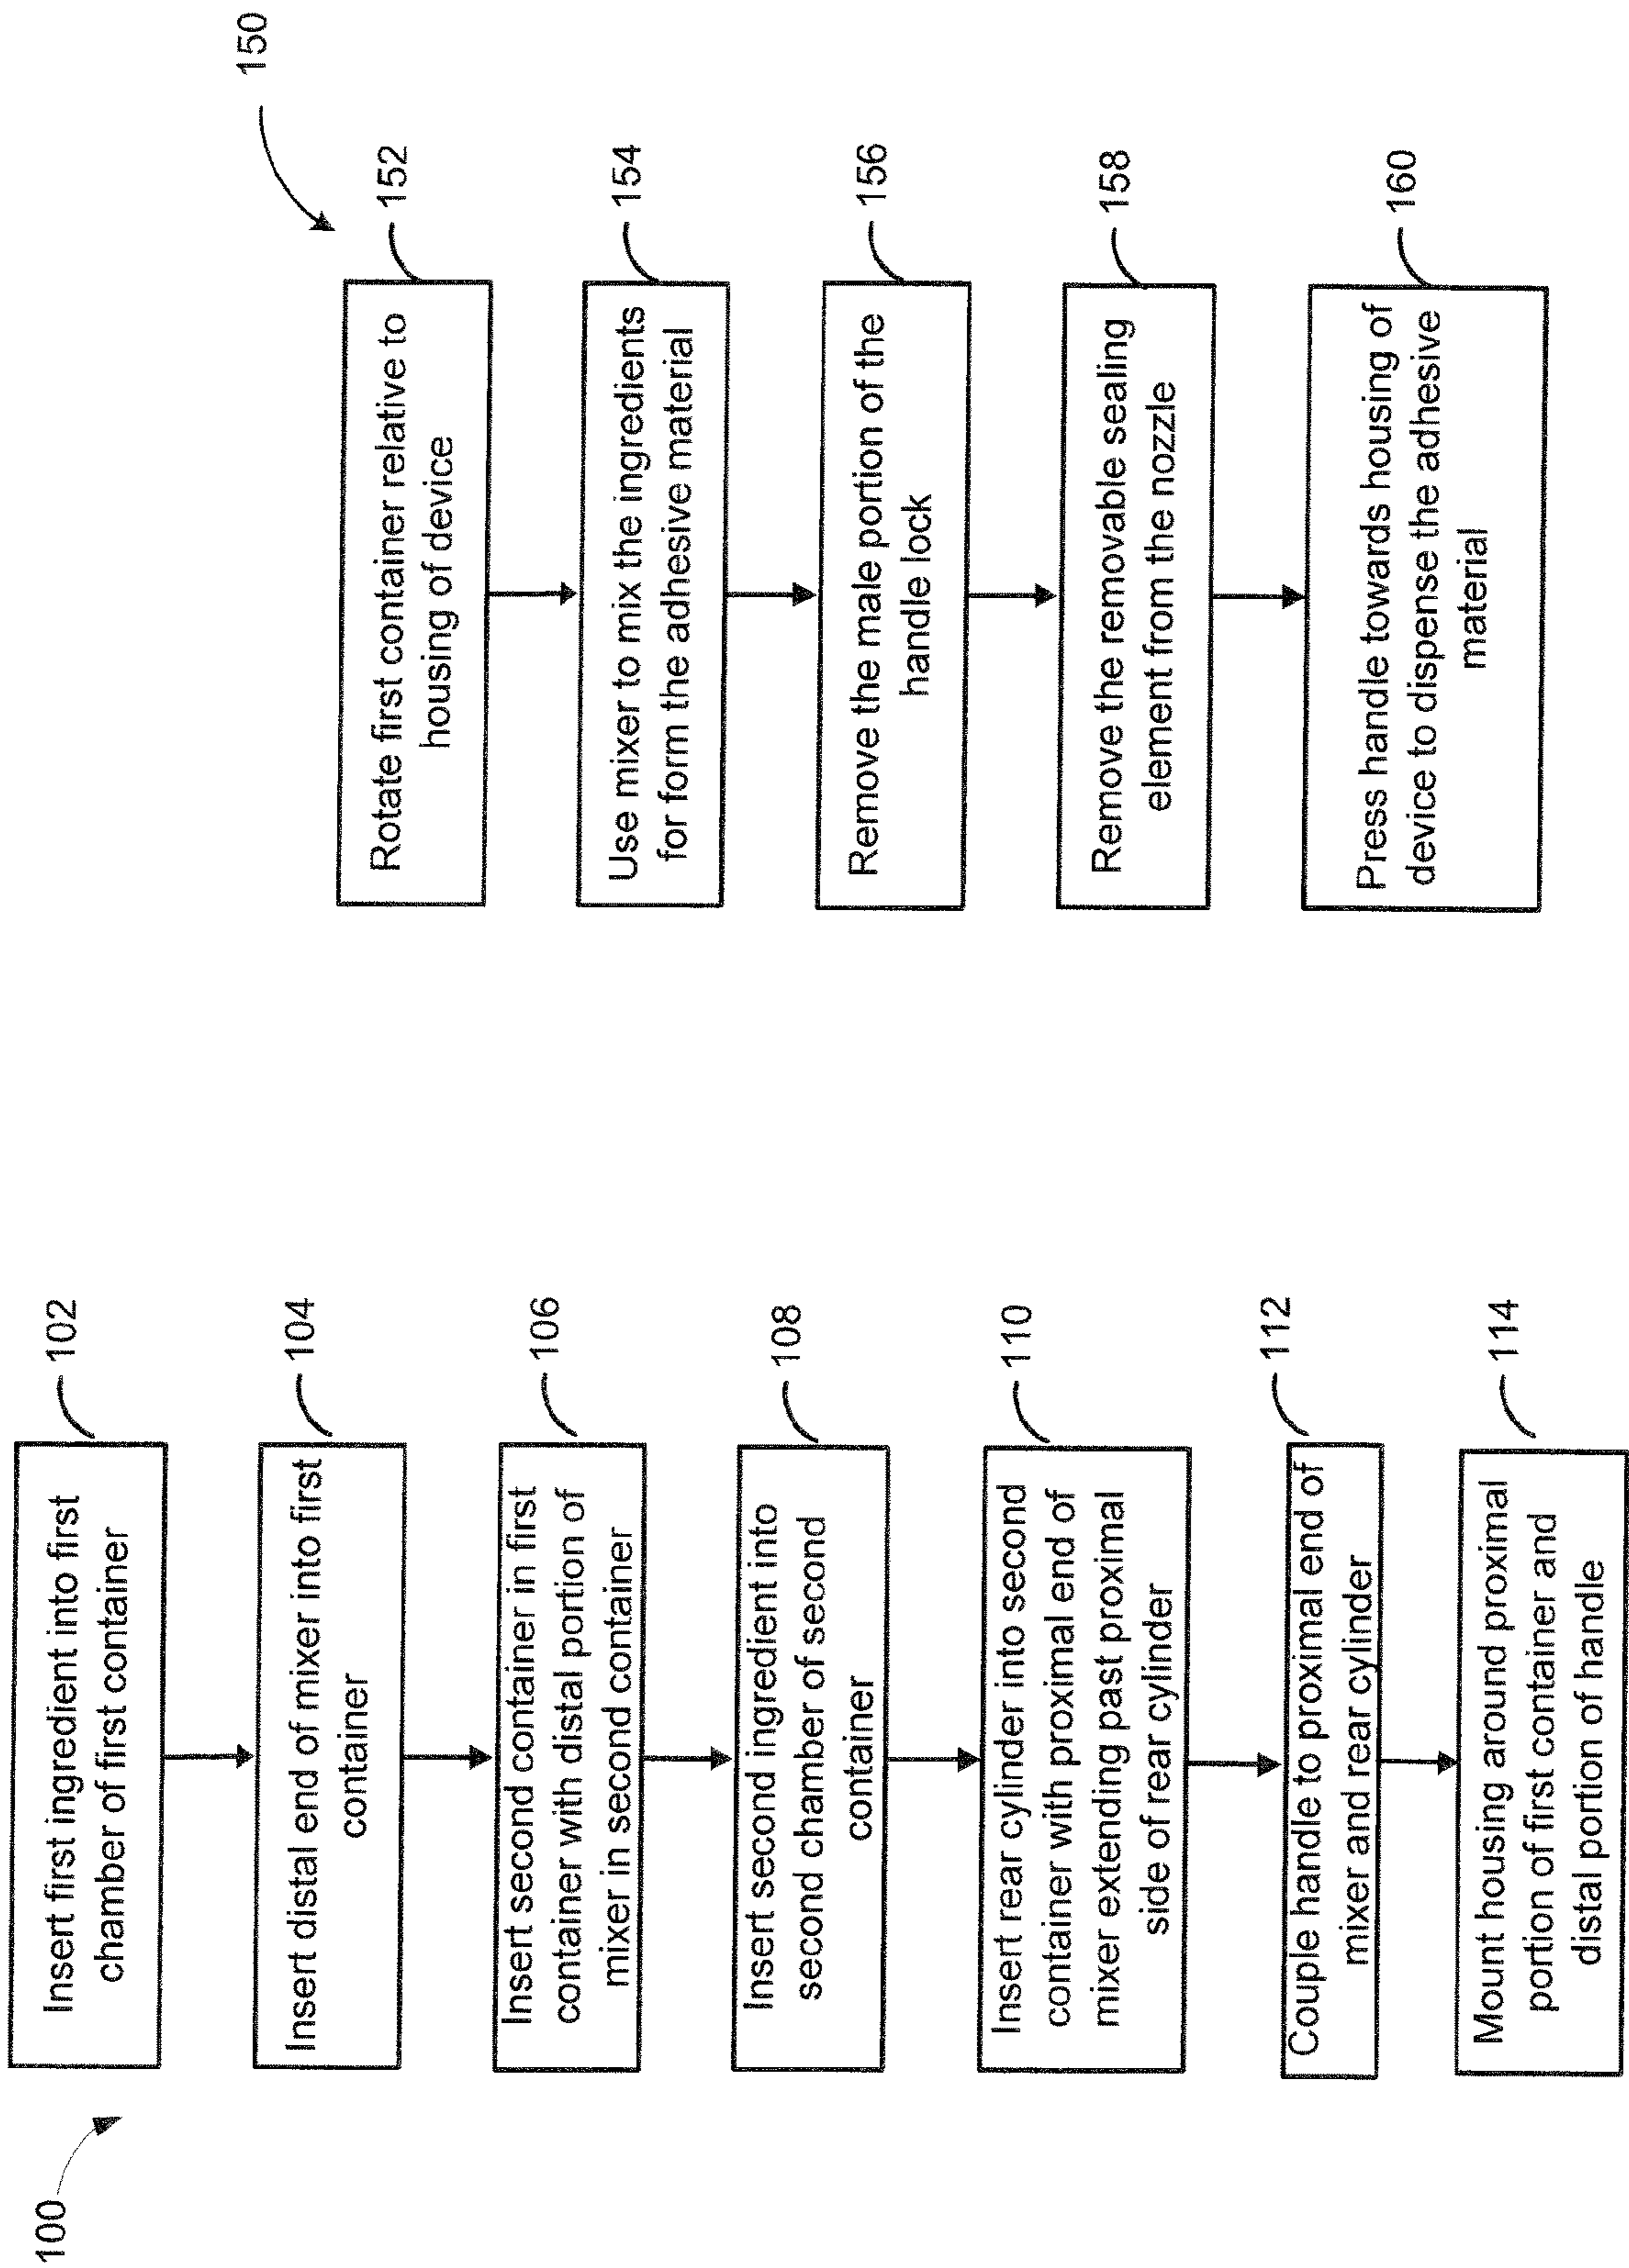 100
Insert first ingredient into first
chamber of first container
102
Insert distal end of mixer into first
container
104
Insert second container in first
container with distal portion of
mixer in second container
106
Insert second ingredient into
second chamber of second
container
108
Insert rear cylinder into second
container with proximal end of
mixer extending past proximal
side of rear cylinder
110
Couple handle to proximal end of
mixer and rear cylinder
112
Mount housing around proximal
portion of first container and
distal portion of handle
114
150
Rotate first container relative to
housing of device
152
Use mixer to mix the ingredients
for form the adhesive material
154
Remove the male portion of the
handle lock
156
Remove the removable sealing
element from the nozzle
158
Press handle towards housing of
device to dispense the adhesive
material
160